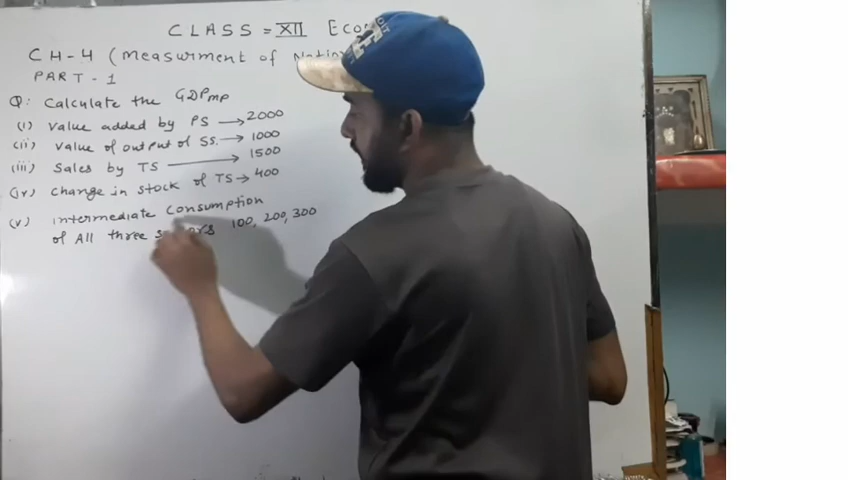 CLASS = XII Eco
CH-4 (Measurment of Nation
PART-1
Q: Calculate the GDPMP
(i) Value added by PS → 2000
(ii) Value of output of SS. → 1000
(iii) Sales by TS → 1500
(iv) Change in stock of TS → 400
(v) Intermediate Consumption
of All three 100, 200, 300